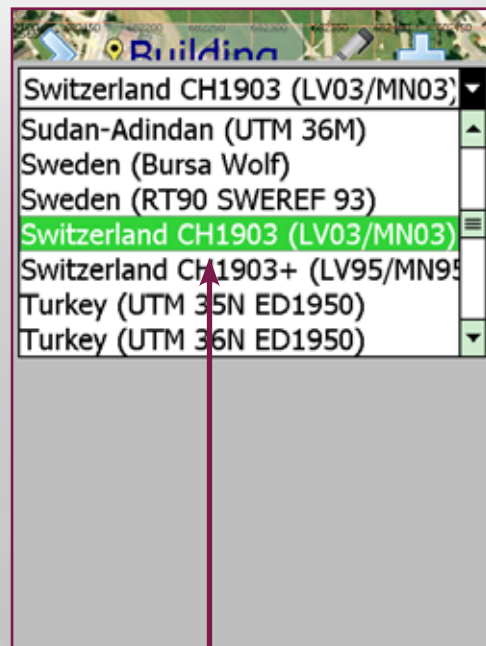 Building
Switzerland CH1903 (LV03/MN03)
Sudan-Adindan (UTM 36M)
Sweden (Bursa Wolf)
Sweden (RT90 SWEREF 93)
Switzerland CH1903 (LV03/MN03)
Switzerland CH1903+ (LV95/MN95
Turkey (UTM 35N ED1950)
Turkey (UTM 36N ED1950)